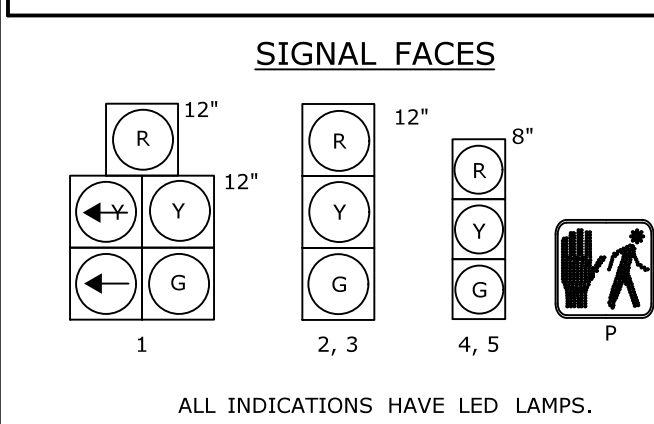 SIGNAL FACES
12"
R
12"
Y Y
G
1
12"
R
Y
G
2, 3
8"
R
Y
G
4, 5
P
ALL INDICATIONS HAVE LED LAMPS.